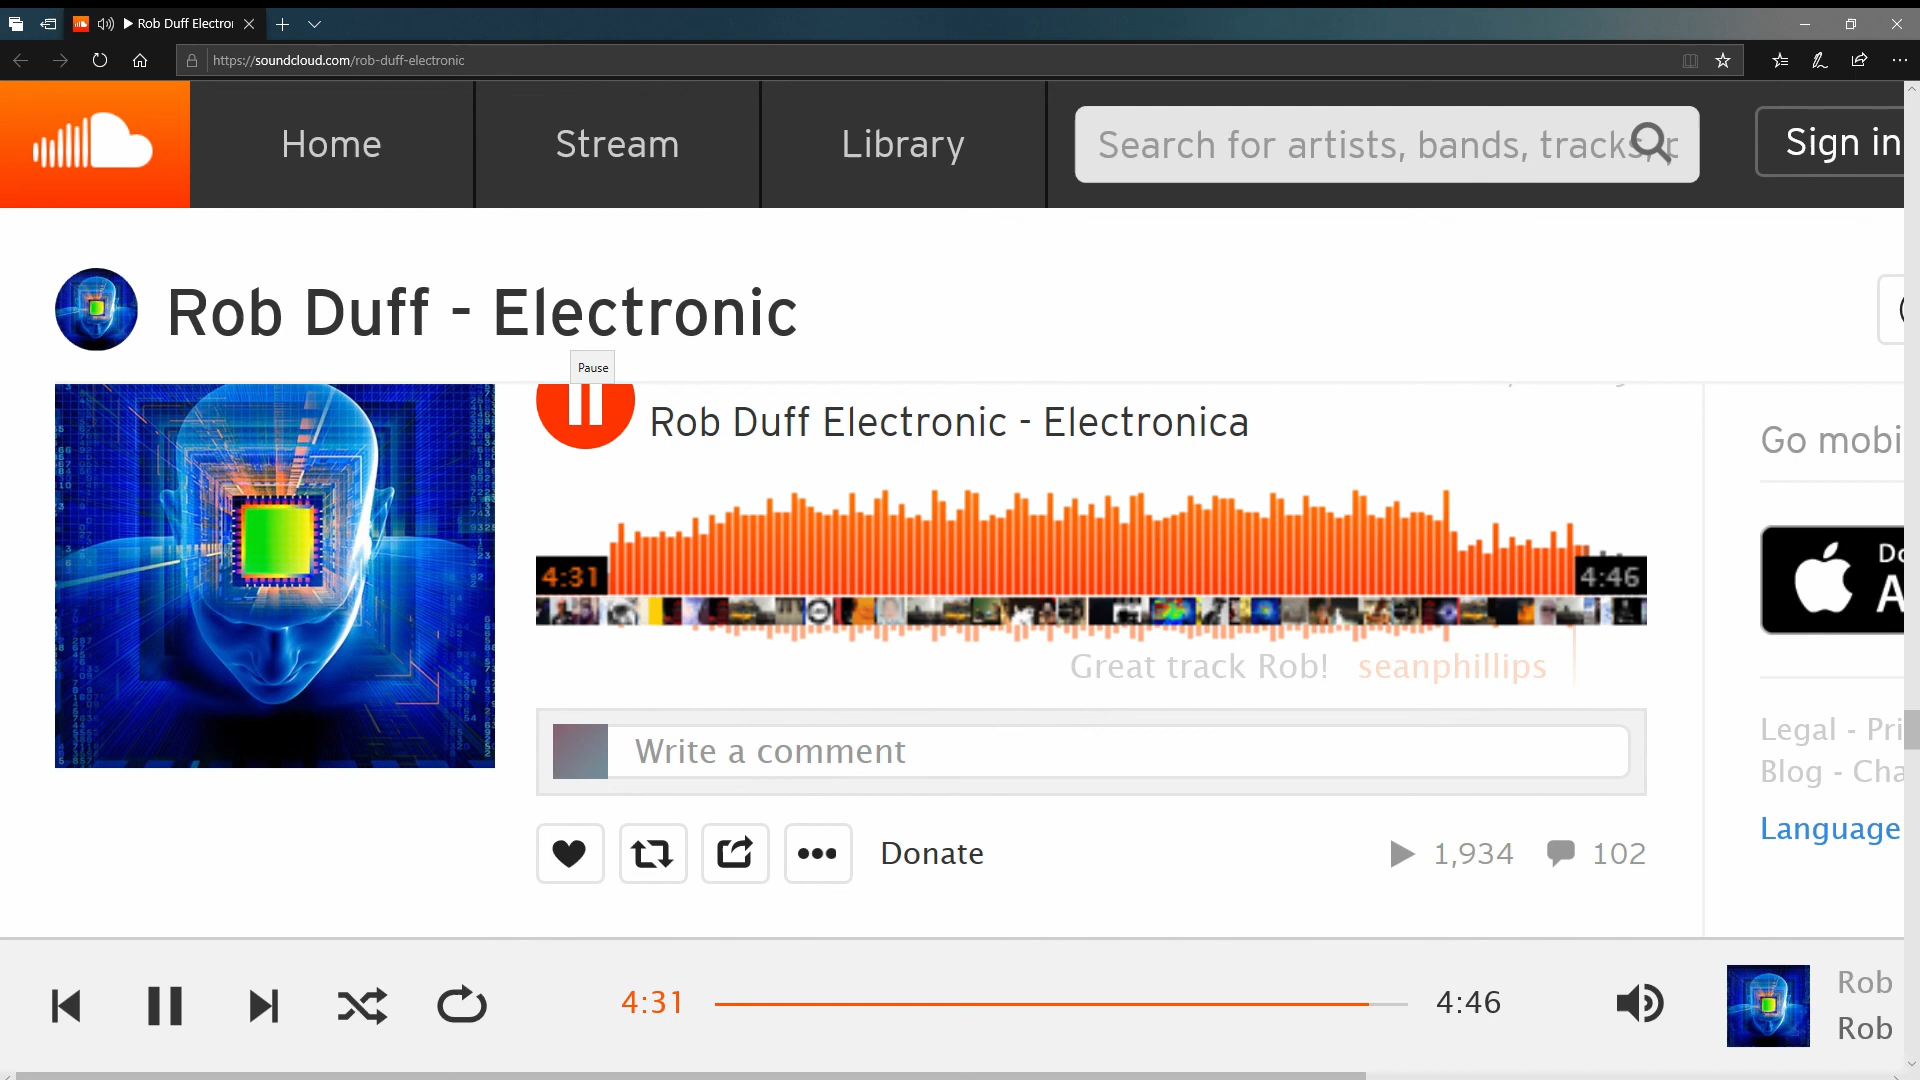 Rob Duff Electror
https://soundcloud.com/rob-duff-electronic
Home
Stream
Library
Search for artists, bands, tracks,
Sign in
Rob Duff - Electronic
Pause
Rob Duff Electronic - Electronica
4:31
4:46
Great track Rob! seanphillips
Write a comment
Donate
1,934
102
Go mobi
Legal - Pri
Blog - Cha
Language
4:31
4:46
Rob
Rob